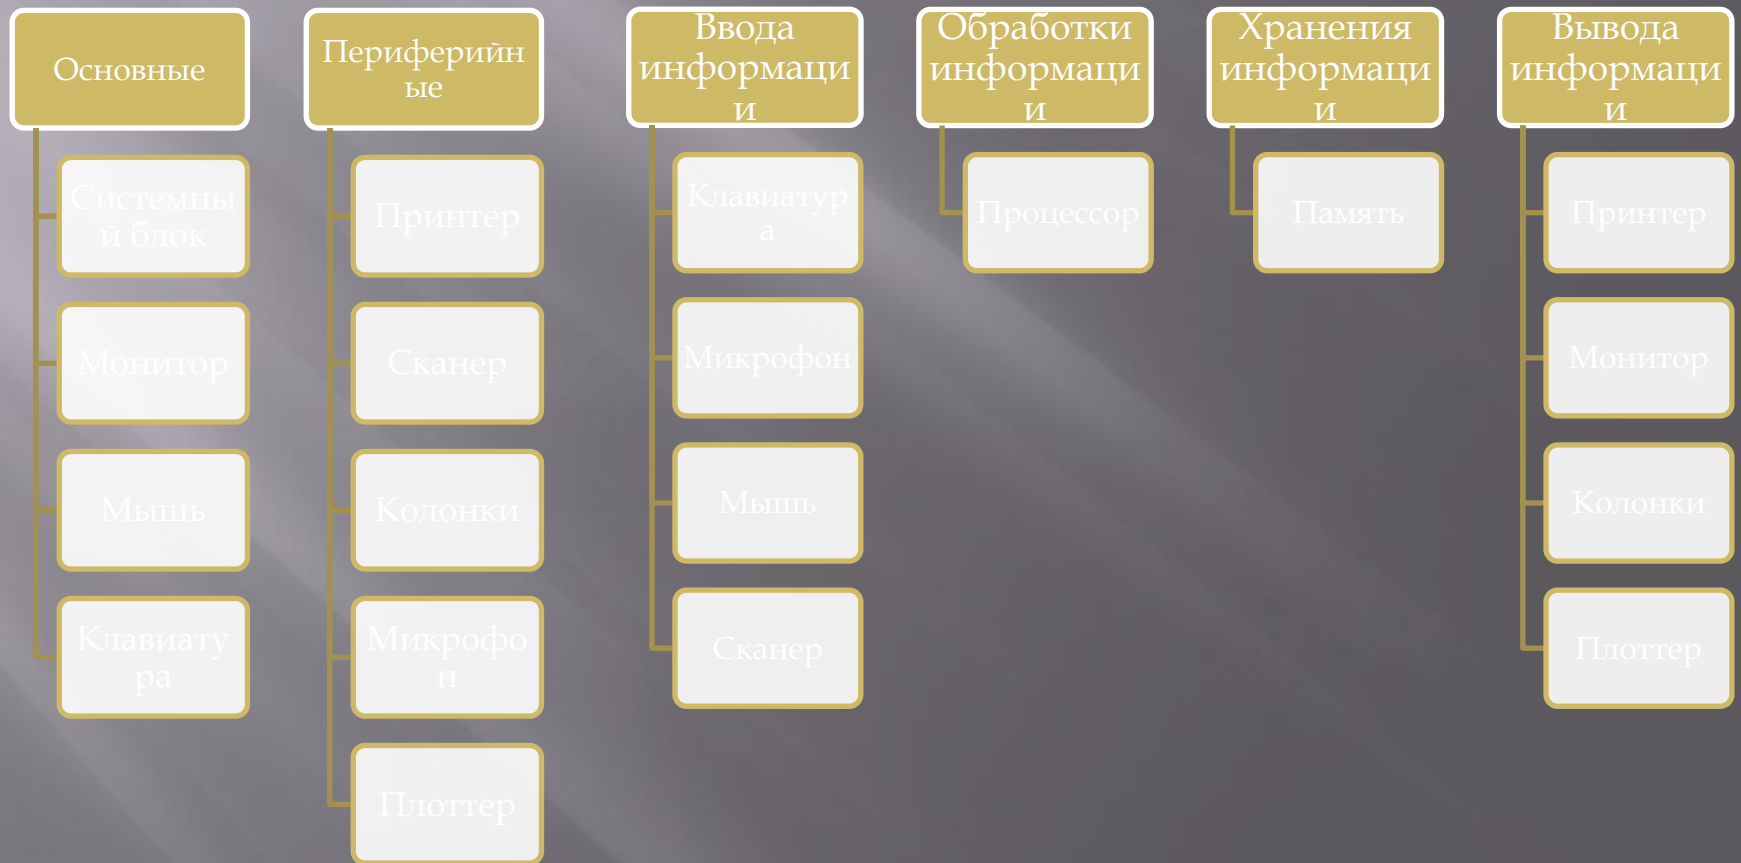 Основные
Системны
й блок
Монитор
Мышь
Клавиату
ра
Периферийн
ые
Принтер
Сканер
Колонки
Микрофо
н
Плоттер
Ввода
информаци
и
Клавиатур
а
Микрофон
Мышь
Сканер
Обработки
информаци
и
Процессор
Хранения
информаци
и
Память
Вывода
информаци
и
Принтер
Монитор
Колонки
Плоттер